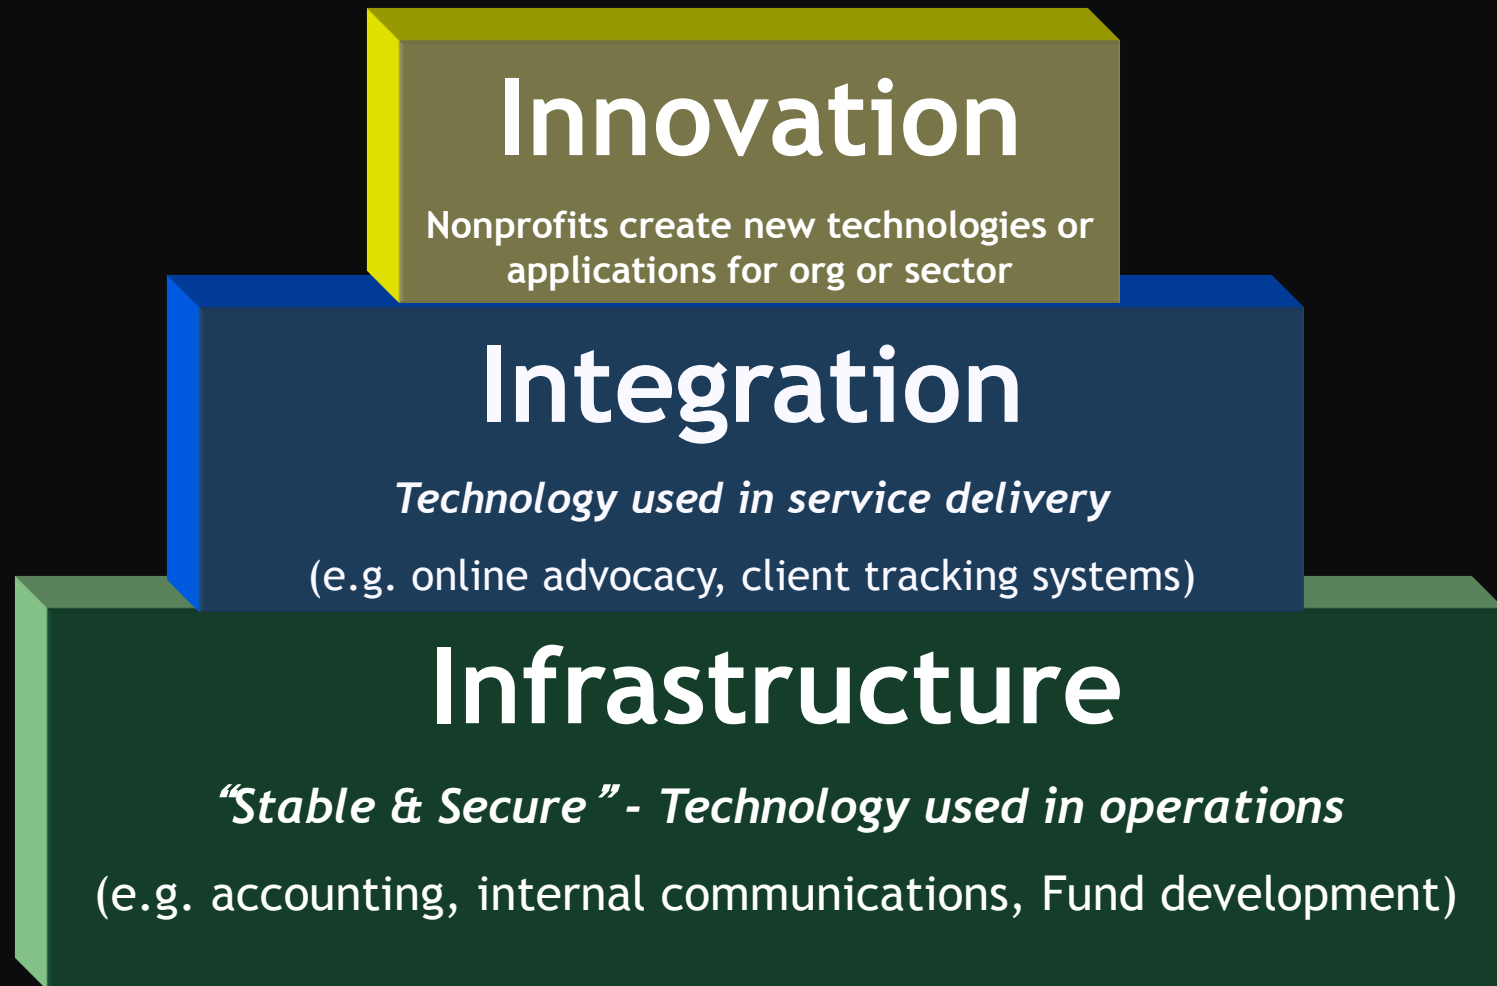 Innovation
Nonprofits create new technologies or
applications for org or sector
Integration
Technology used in service delivery
(e.g. online advocacy, client tracking systems)
Infrastructure
“Stable & Secure” - Technology used in operations
(e.g. accounting, internal communications, Fund development)